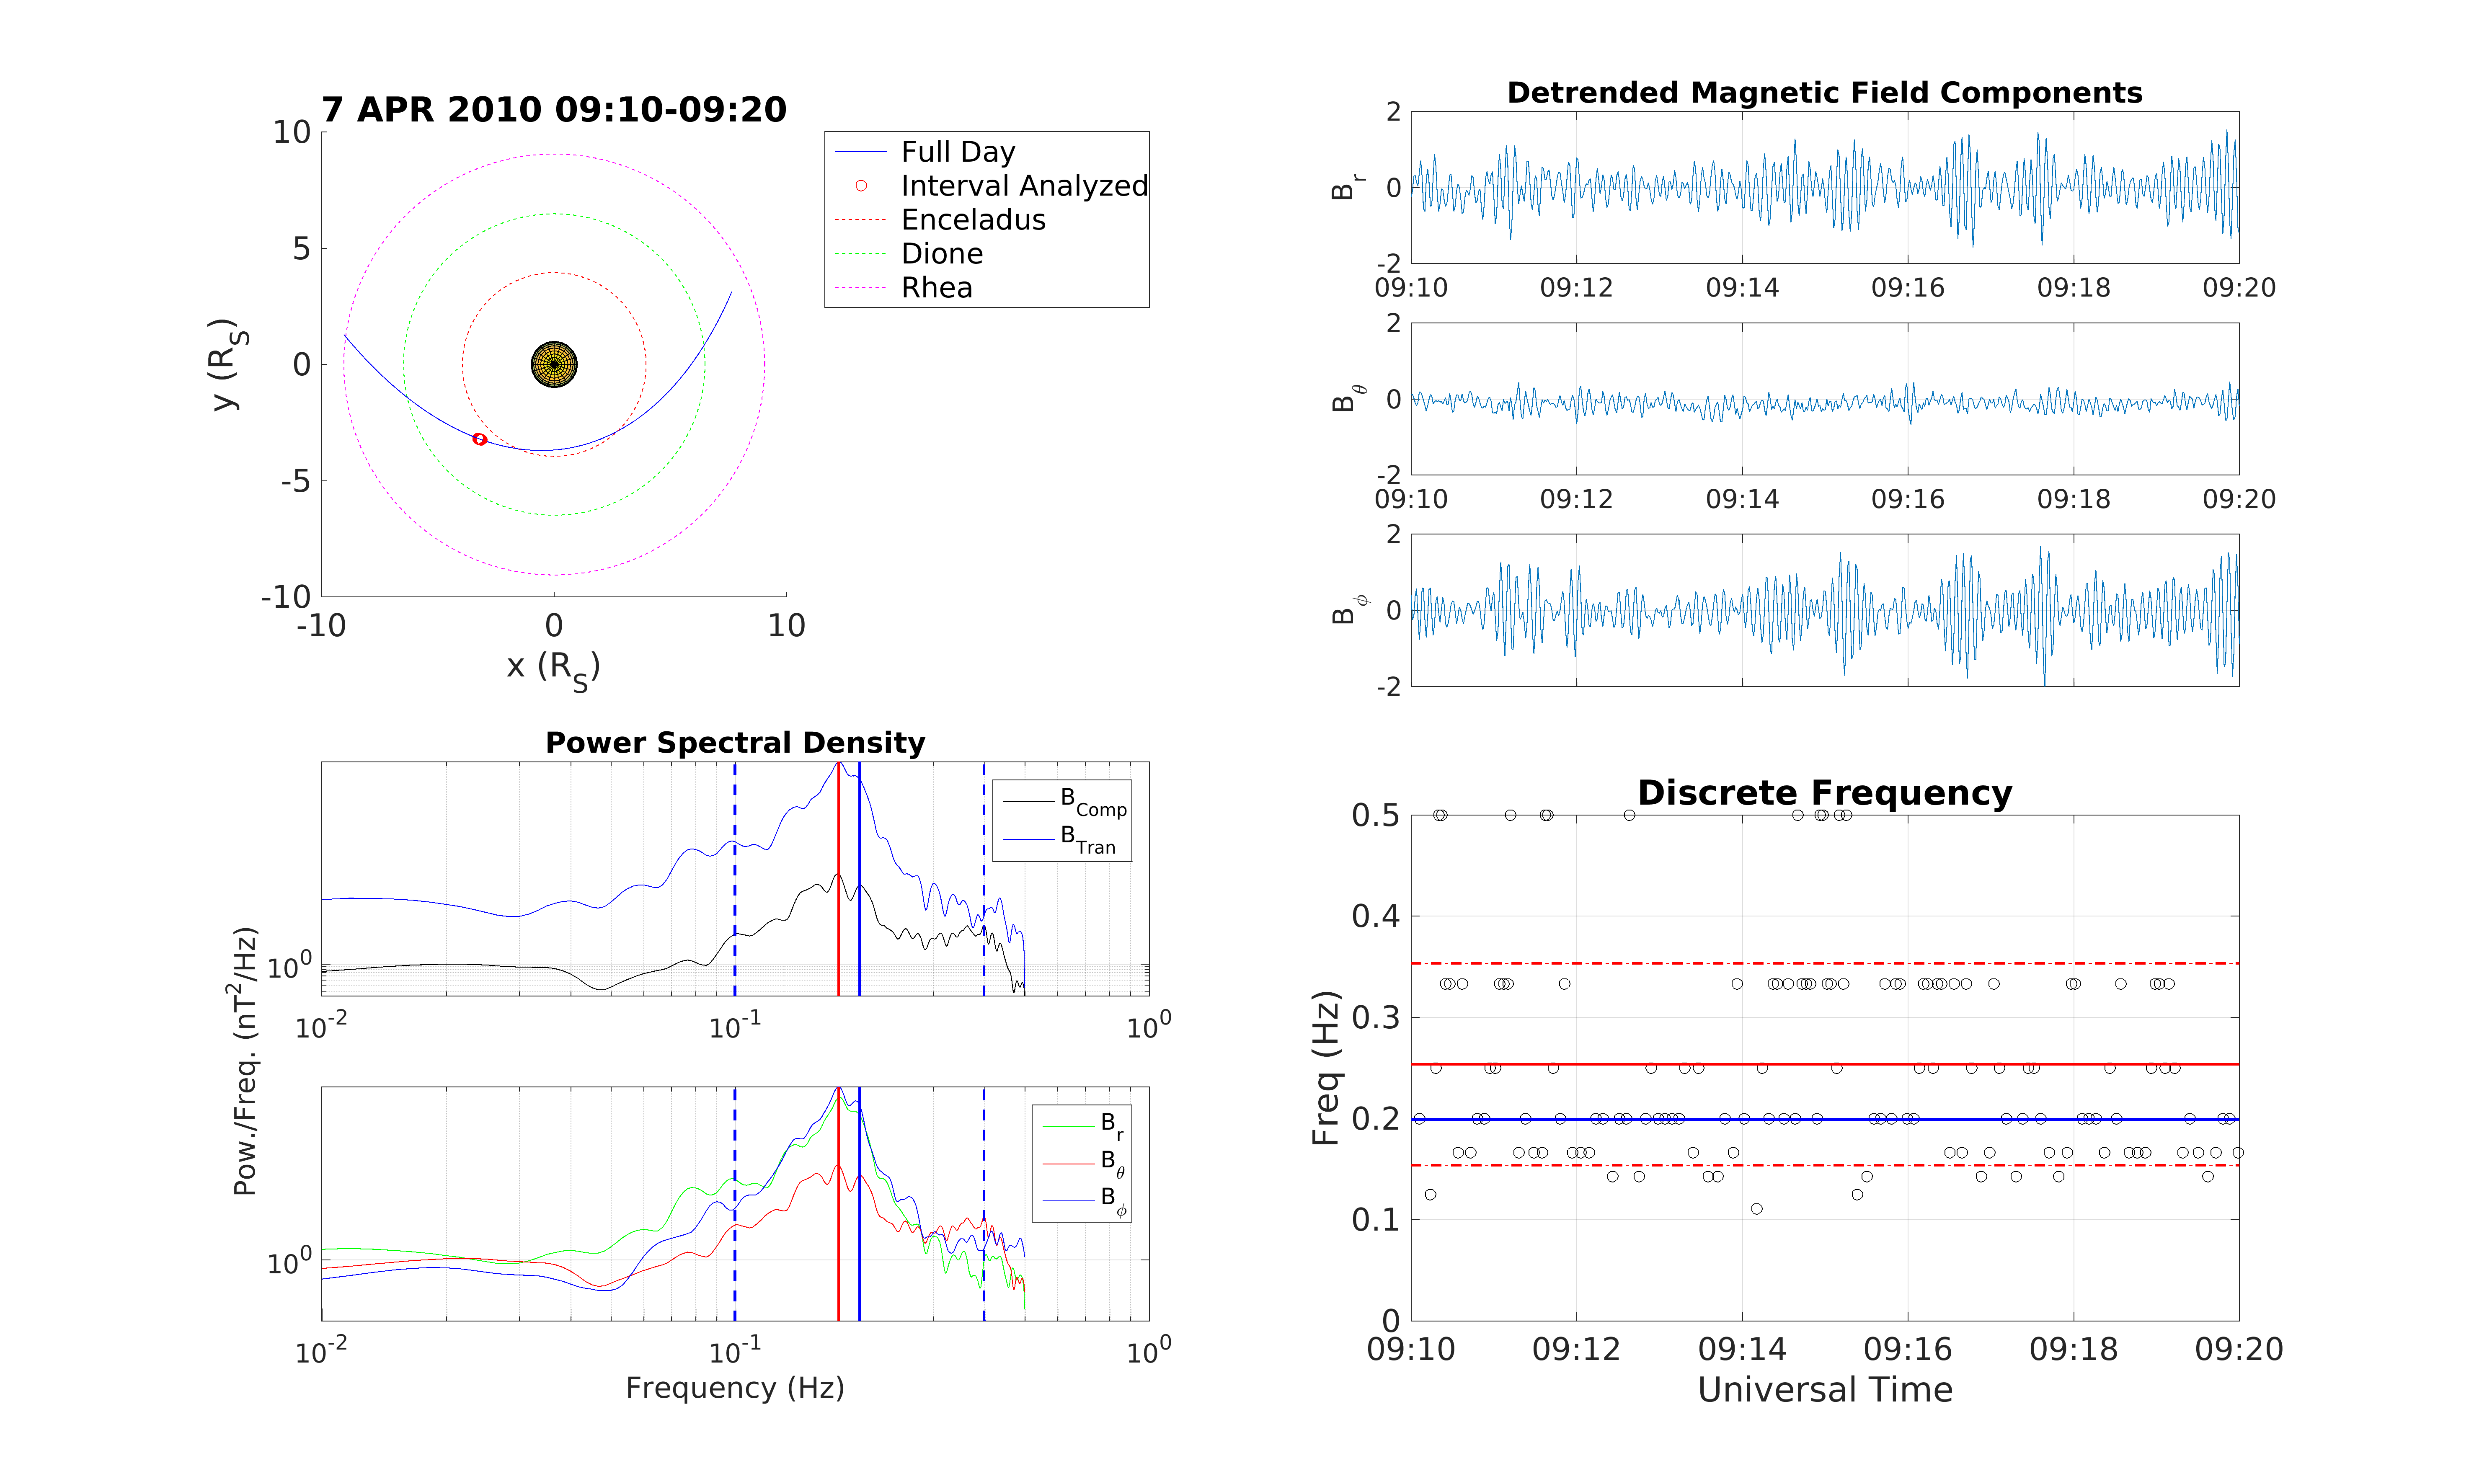 7 APR 2010 09:10-09:20
10
5
0
-5
-10
-10
0
10
y (R_S)
x (R_S)
Full Day
Interval Analyzed
Enceladus
Dione
Rhea
Detrended Magnetic Field Components
B_r
2
0
-2
09:10 09:12 09:14 09:16 09:18 09:20
B_θ
2
0
-2
09:10 09:12 09:14 09:16 09:18 09:20
B_ϕ
2
0
-2
Power Spectral Density
B_Comp
B_Tran
10^0
10^-2 10^-1 10^0
Pow./Freq. (nT^2/Hz)
B_r
B_θ
B_ϕ
10^0
10^-2 10^-1 10^0
Frequency (Hz)
Discrete Frequency
Freq (Hz)
0.5
0.4
0.3
0.2
0.1
0
09:10 09:12 09:14 09:16 09:18 09:20
Universal Time